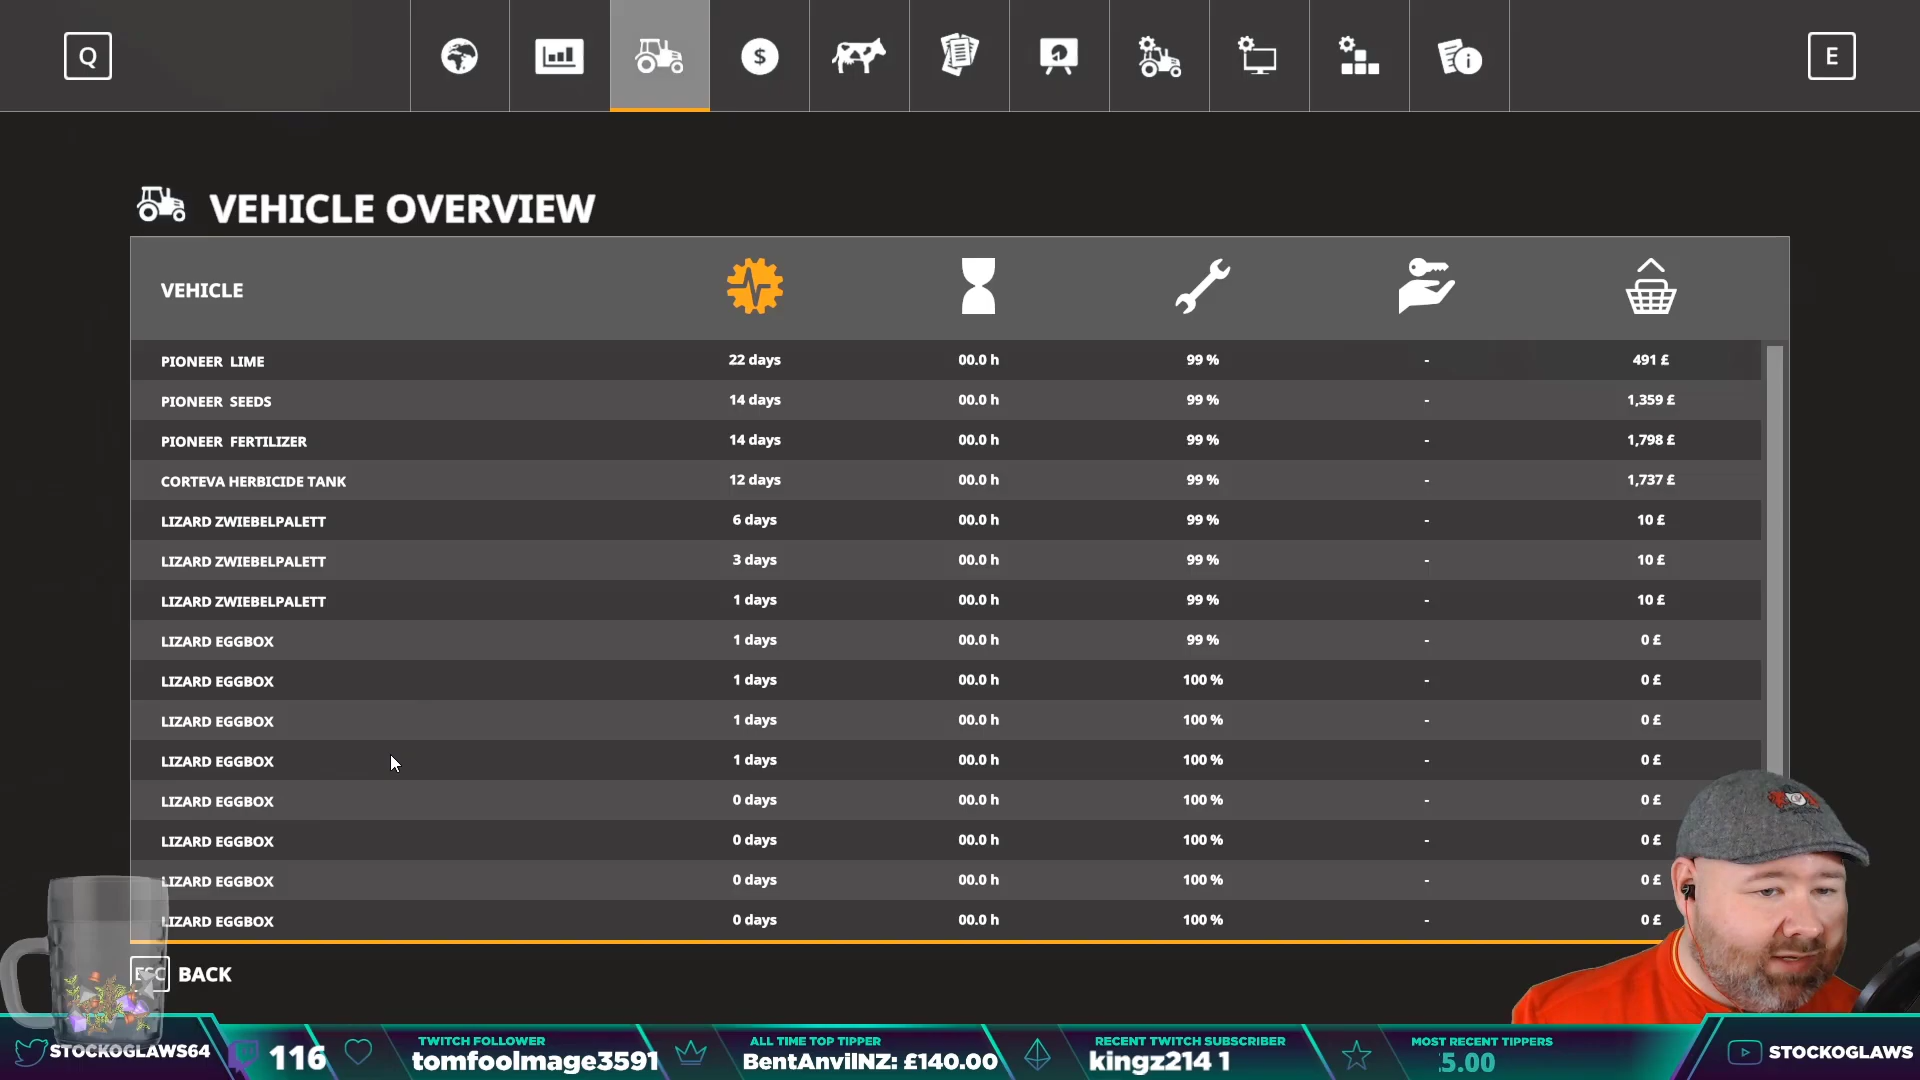 Q
E
VEHICLE OVERVIEW
VEHICLE
PIONEER LIME 22 days 00.0 h 99 % - 491 £
PIONEER SEEDS 14 days 00.0 h 99 % - 1,359 £
PIONEER FERTILIZER 14 days 00.0 h 99 % - 1,798 £
CORTEVA HERBICIDE TANK 12 days 00.0 h 99 % - 1,737 £
LIZARD ZWIEBELPALETT 6 days 00.0 h 99 % - 10 £
LIZARD ZWIEBELPALETT 3 days 00.0 h 99 % - 10 £
LIZARD ZWIEBELPALETT 1 days 00.0 h 99 % - 10 £
LIZARD EGGBOX 1 days 00.0 h 99 % - 0 £
LIZARD EGGBOX 1 days 00.0 h 100 % - 0 £
LIZARD EGGBOX 1 days 00.0 h 100 % - 0 £
LIZARD EGGBOX 1 days 00.0 h 100 % - 0 £
LIZARD EGGBOX 0 days 00.0 h 100 % - 0 £
LIZARD EGGBOX 0 days 00.0 h 100 % - 0 £
LIZARD EGGBOX 0 days 00.0 h 100 % - 0 £
LIZARD EGGBOX 0 days 00.0 h 100 % - 0 £
ESC BACK
STOCKOGLAWS64
116
TWITCH FOLLOWER
tomfoolmage3591
ALL TIME TOP TIPPER
BentAnvilNZ: £140.00
RECENT TWITCH SUBSCRIBER
kingz214 1
MOST RECENT TIPPERS
5.00
STOCKOGLAWS